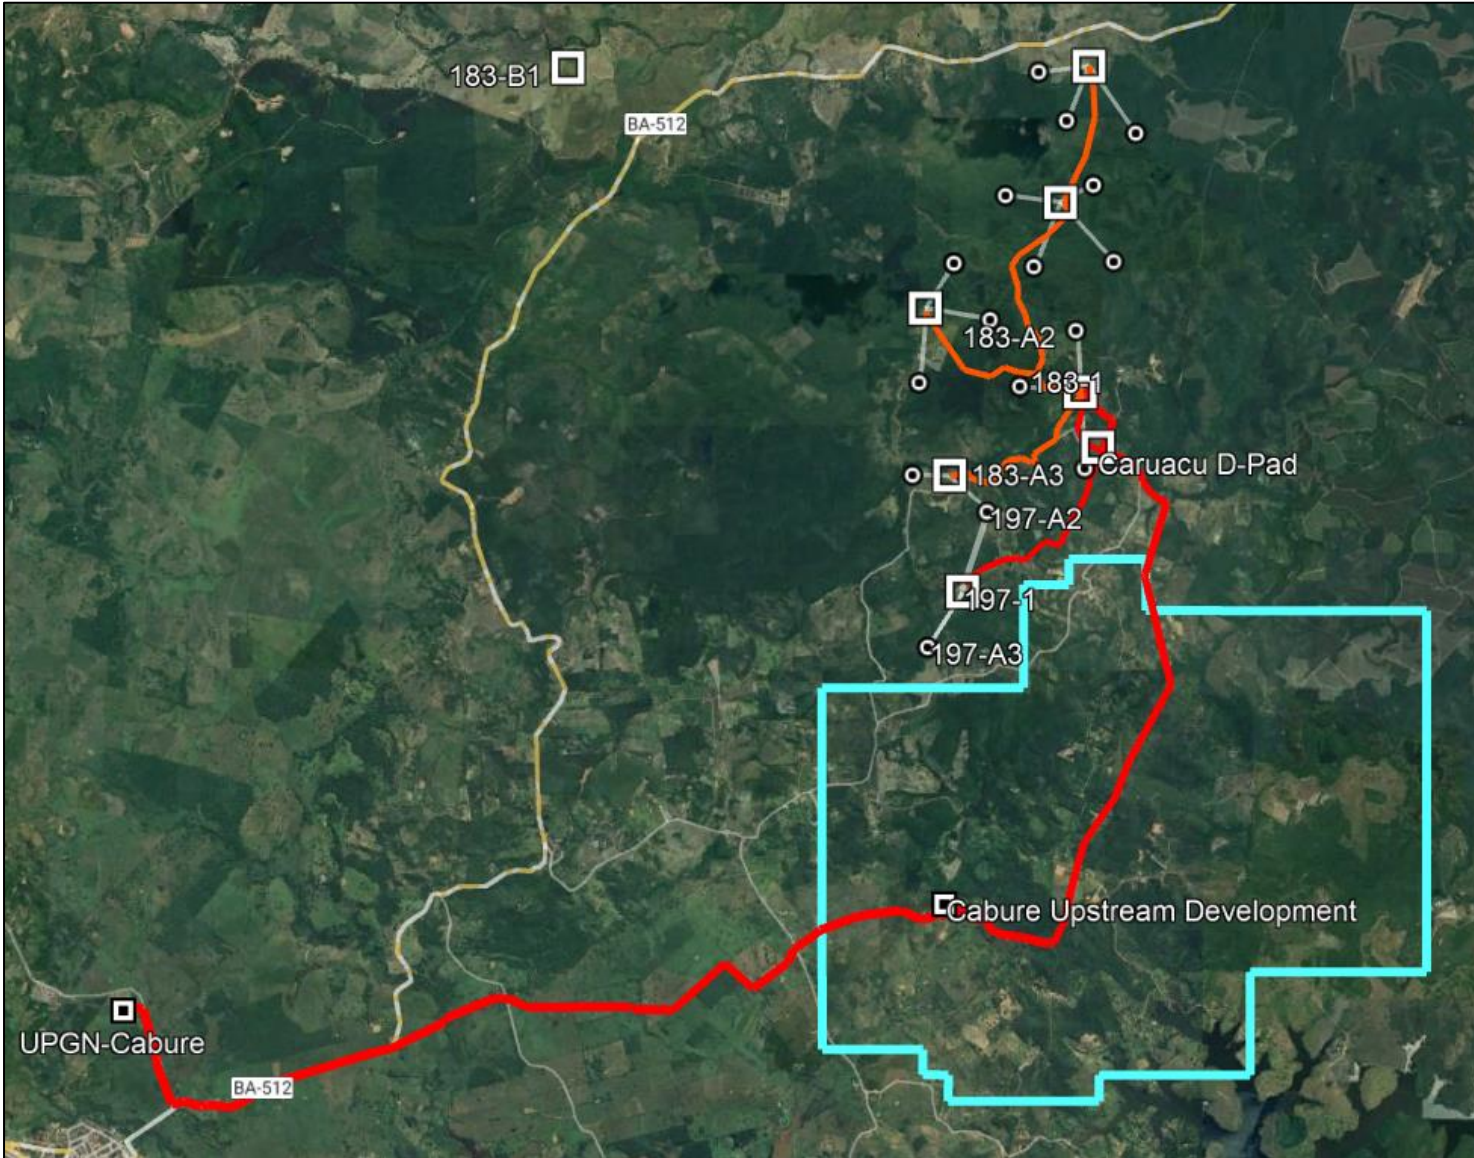 183-B1
BA-512
183-A2
183-1
Caruacu D-Pad
183-A3
197-A2
197-1
197-A3
Cabure Upstream Development
UPGN-Cabure
BA-512